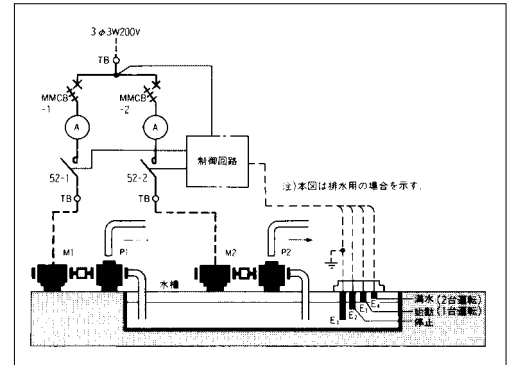 3φ3W200V
TB
MMCB
-1
MMCB
-2
A
A
制御回路
52-1
52-2
注)本図は排水用の場合を示す.
TB
TB
M1
P1
M2
P2
水槽
満水(2台運転)
始動(1台運転)
停止
E1
E2
E3
E4